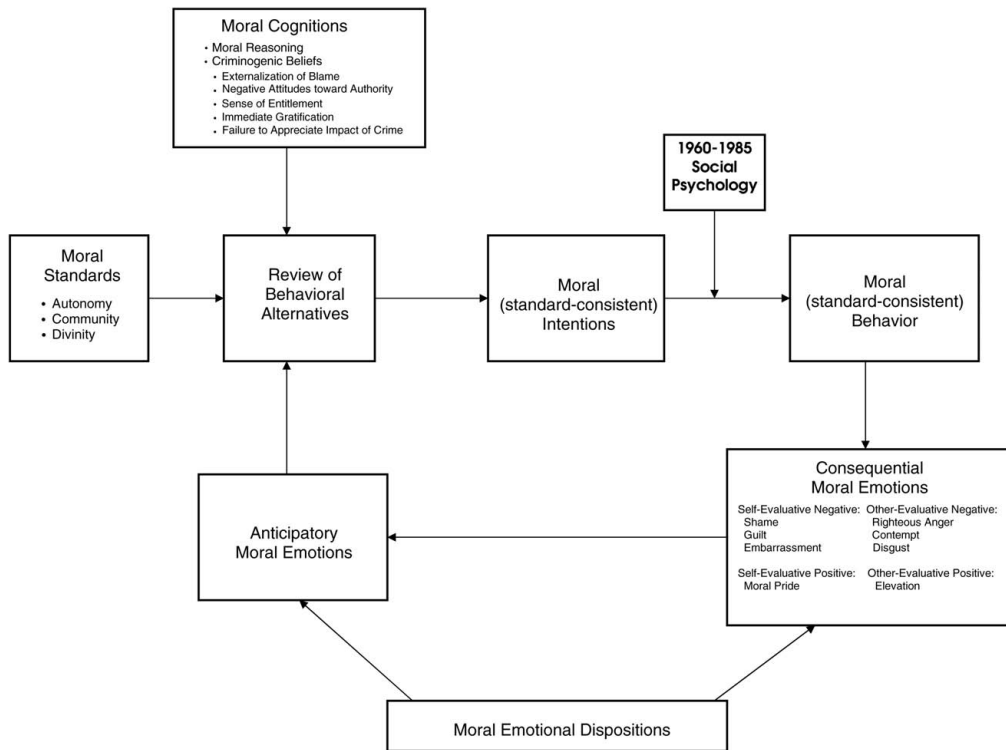 Moral Cognitions
• Moral Reasoning
• Criminogenic Beliefs
• Externalization of Blame
• Negative Attitudes toward Authority
• Sense of Entitlement
• Immediate Gratification
• Failure to Appreciate Impact of Crime
1960-1985
Social
Psychology
Moral
Standards
• Autonomy
• Community
• Divinity
Review of
Behavioral
Alternatives
Moral
(standard-consistent)
Intentions
Moral
(standard-consistent)
Behavior
Anticipatory
Moral Emotions
Consequential
Moral Emotions
Self-Evaluative Negative: Other-Evaluative Negative:
Shame Righteous Anger
Guilt Contempt
Embarrassment Disgust
Self-Evaluative Positive: Other-Evaluative Positive:
Moral Pride Elevation
Moral Emotional Dispositions